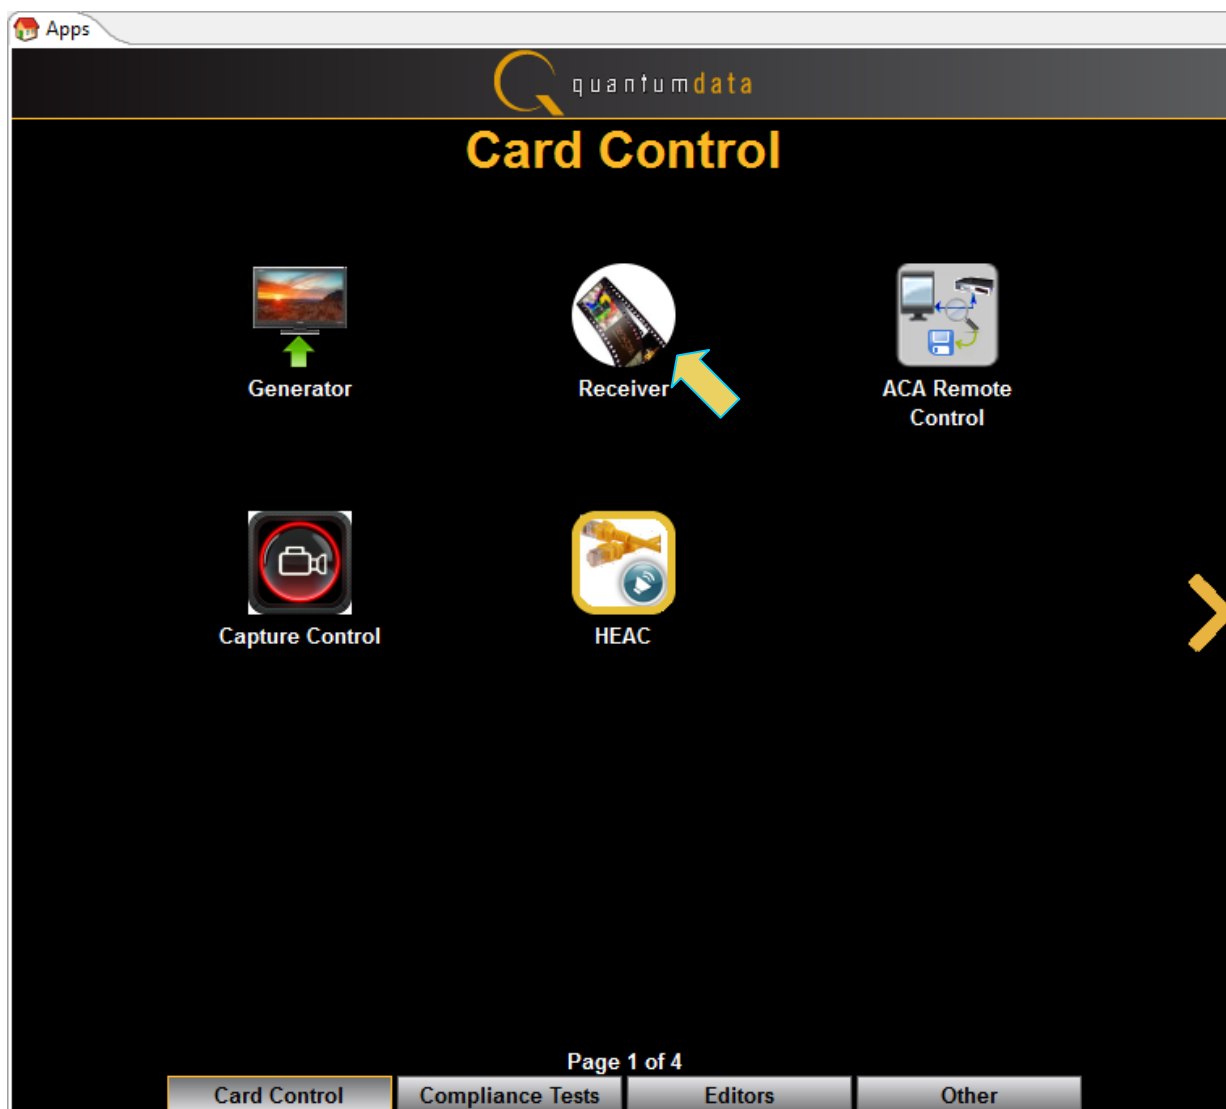 Apps
quantumdata
Card Control
Generator
Receiver
ACA Remote
Control
Capture Control
HEAC
Page 1 of 4
Card Control
Compliance Tests
Editors
Other